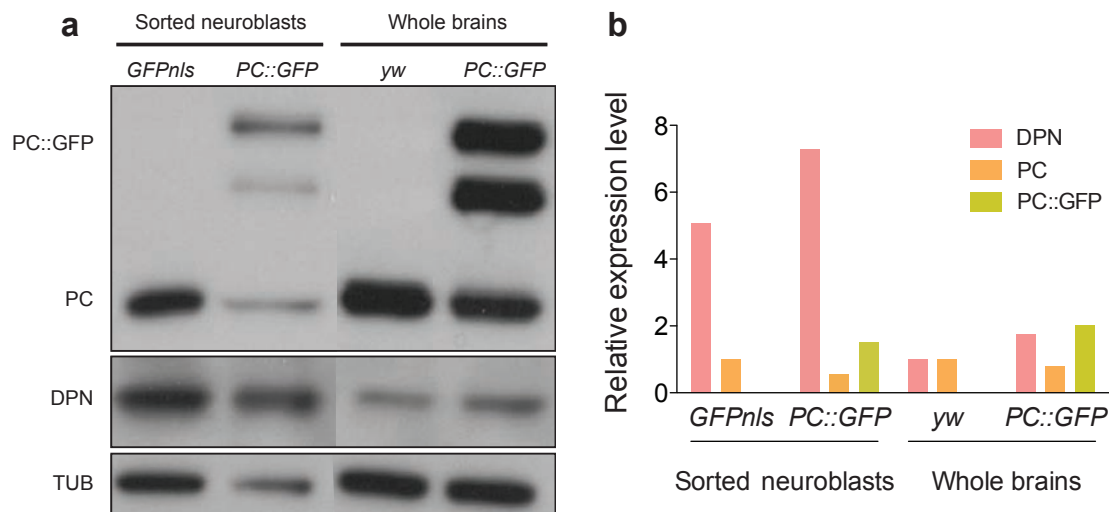 a
Sorted neuroblasts Whole brains
GFPnls PC::GFP yw PC::GFP
PC::GFP
PC
DPN
TUB
b
Relative expression level
8
6
4
2
0
DPN
PC
PC::GFP
GFPnls PC::GFP yw PC::GFP
Sorted neuroblasts Whole brains